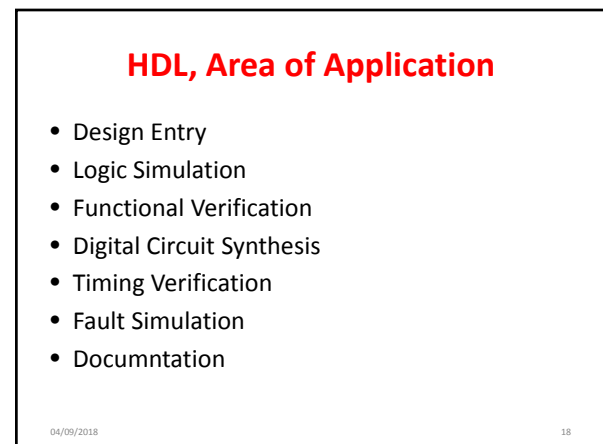 HDL, Area of Application
• Design Entry
• Logic Simulation
• Functional Verification
• Digital Circuit Synthesis
• Timing Verification
• Fault Simulation
• Documntation
04/09/2018 18